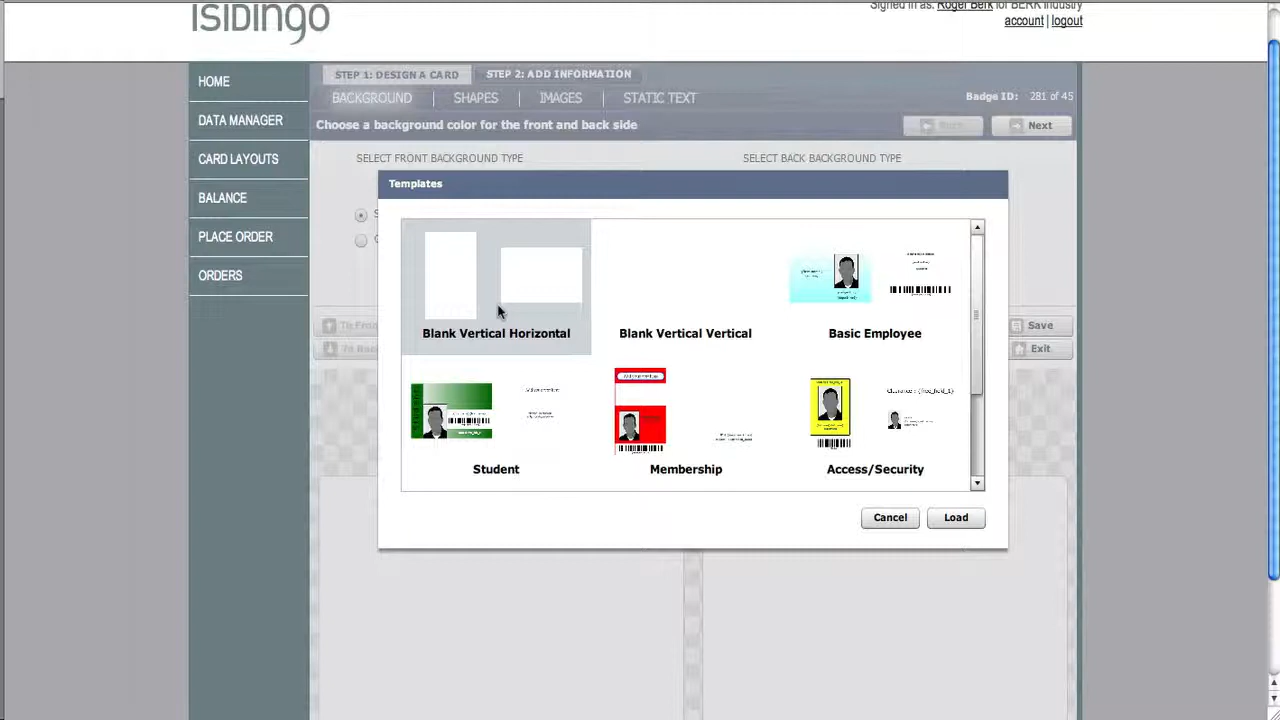 isidingo
Signed in as: Roger Berk for BERK Industry
account | logout
HOME
DATA MANAGER
CARD LAYOUTS
BALANCE
PLACE ORDER
ORDERS
STEP 1: DESIGN A CARD
STEP 2: ADD INFORMATION
BACKGROUND
SHAPES
IMAGES
STATIC TEXT
Badge ID: 281 of 45
Choose a background color for the front and back side
Next
SELECT FRONT BACKGROUND TYPE
SELECT BACK BACKGROUND TYPE
Templates
Blank Vertical Horizontal
Blank Vertical Vertical
Basic Employee
Clearance : {free_field_1}
Student
Membership
Access/Security
Cancel
Load
Save
Exit